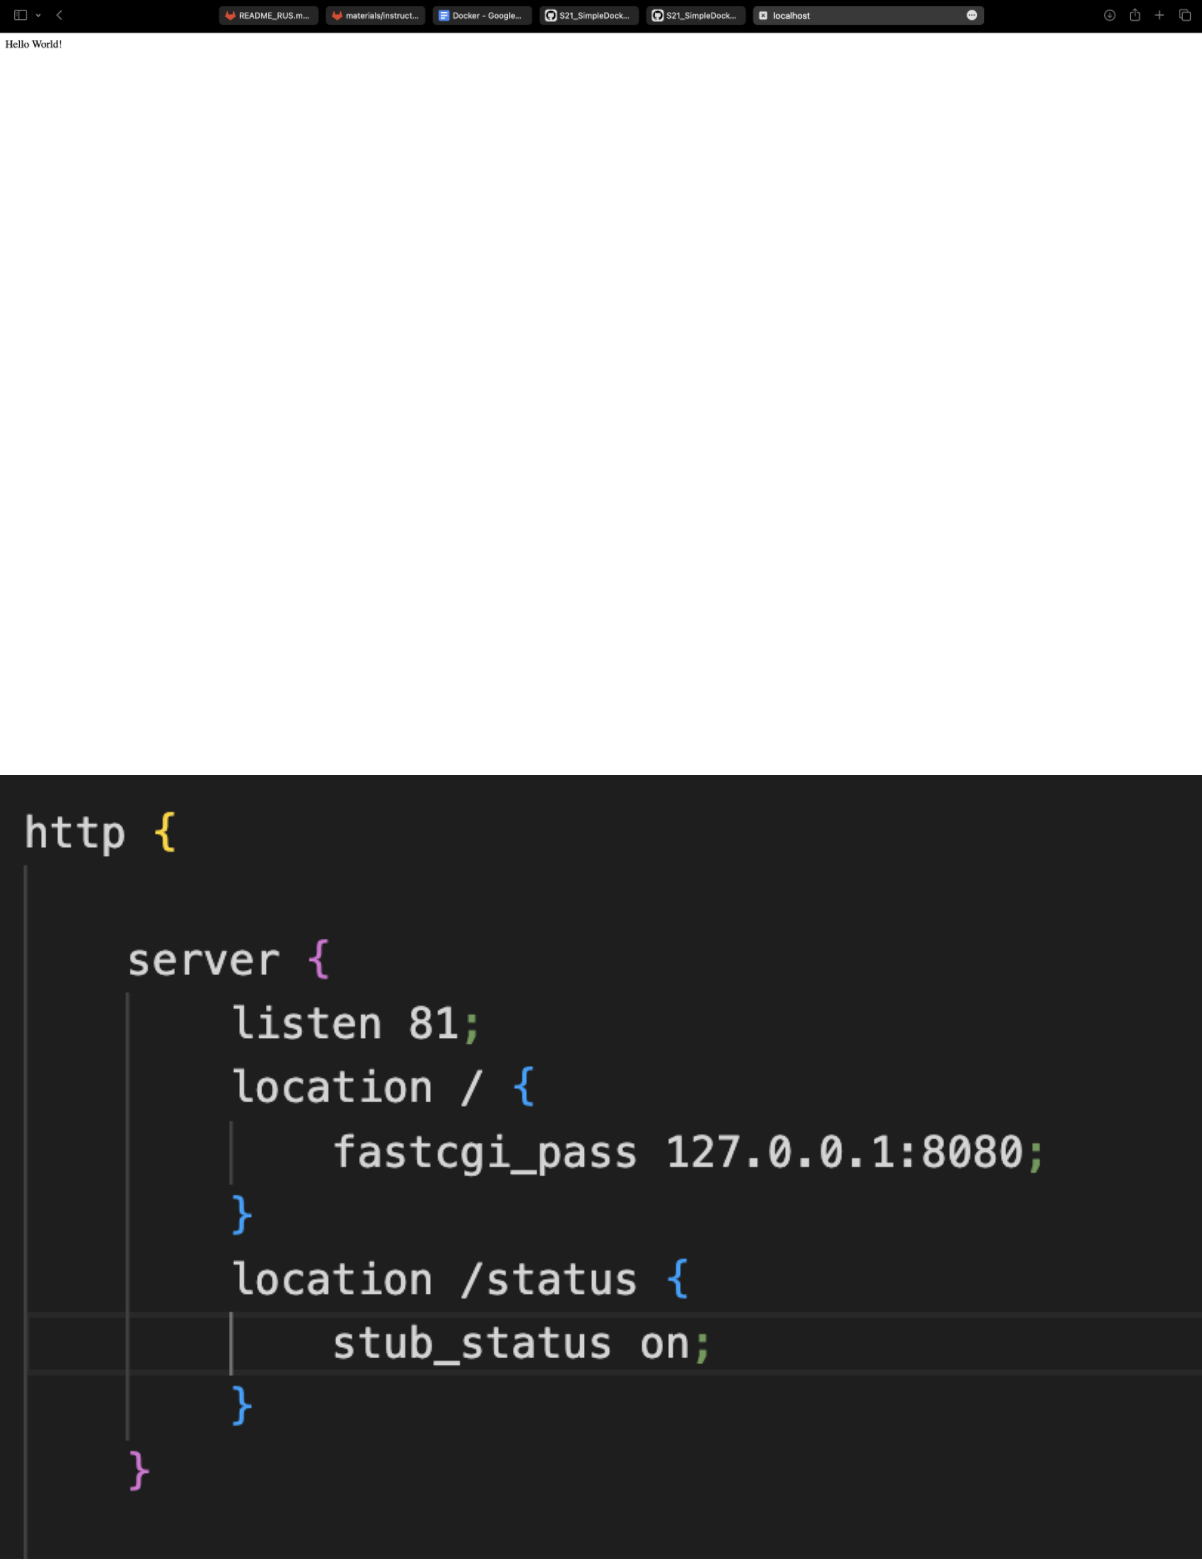 README_RUS.m...
materials/instruct...
Docker - Google...
S21_SimpleDock...
S21_SimpleDock...
localhost
Hello World!
http {
server {
listen 81;
location / {
fastcgi_pass 127.0.0.1:8080;
}
location /status {
stub_status on;
}
}